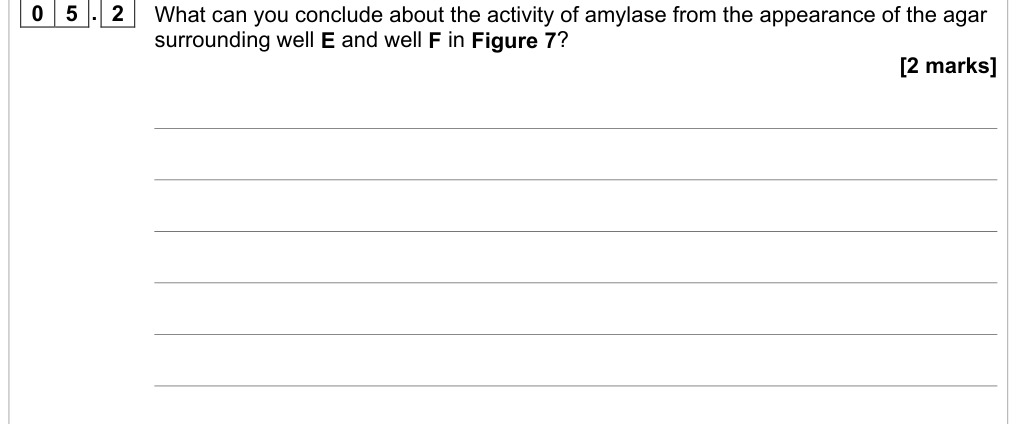 0 5 . 2 What can you conclude about the activity of amylase from the appearance of the agar
surrounding well E and well F in Figure 7?
[2 marks]